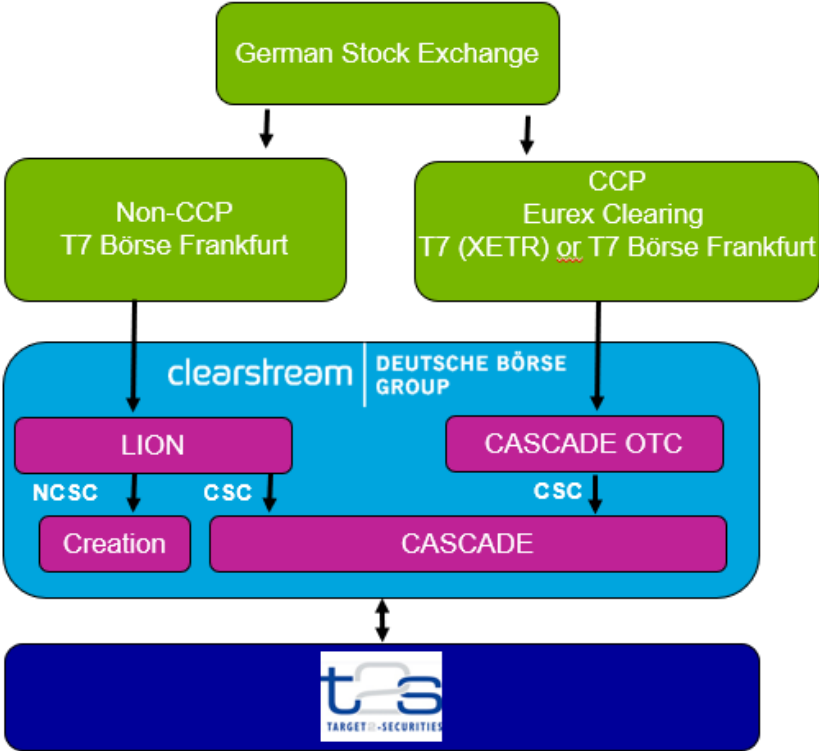 German Stock Exchange
Non-CCP
T7 Börse Frankfurt
CCP
Eurex Clearing
T7 (XETR) or T7 Börse Frankfurt
clearstream
DEUTSCHE BÖRSE
GROUP
LION
CASCADE OTC
NCSC
CSC
CSC
Creation
CASCADE
t2s
TARGET2-SECURITIES